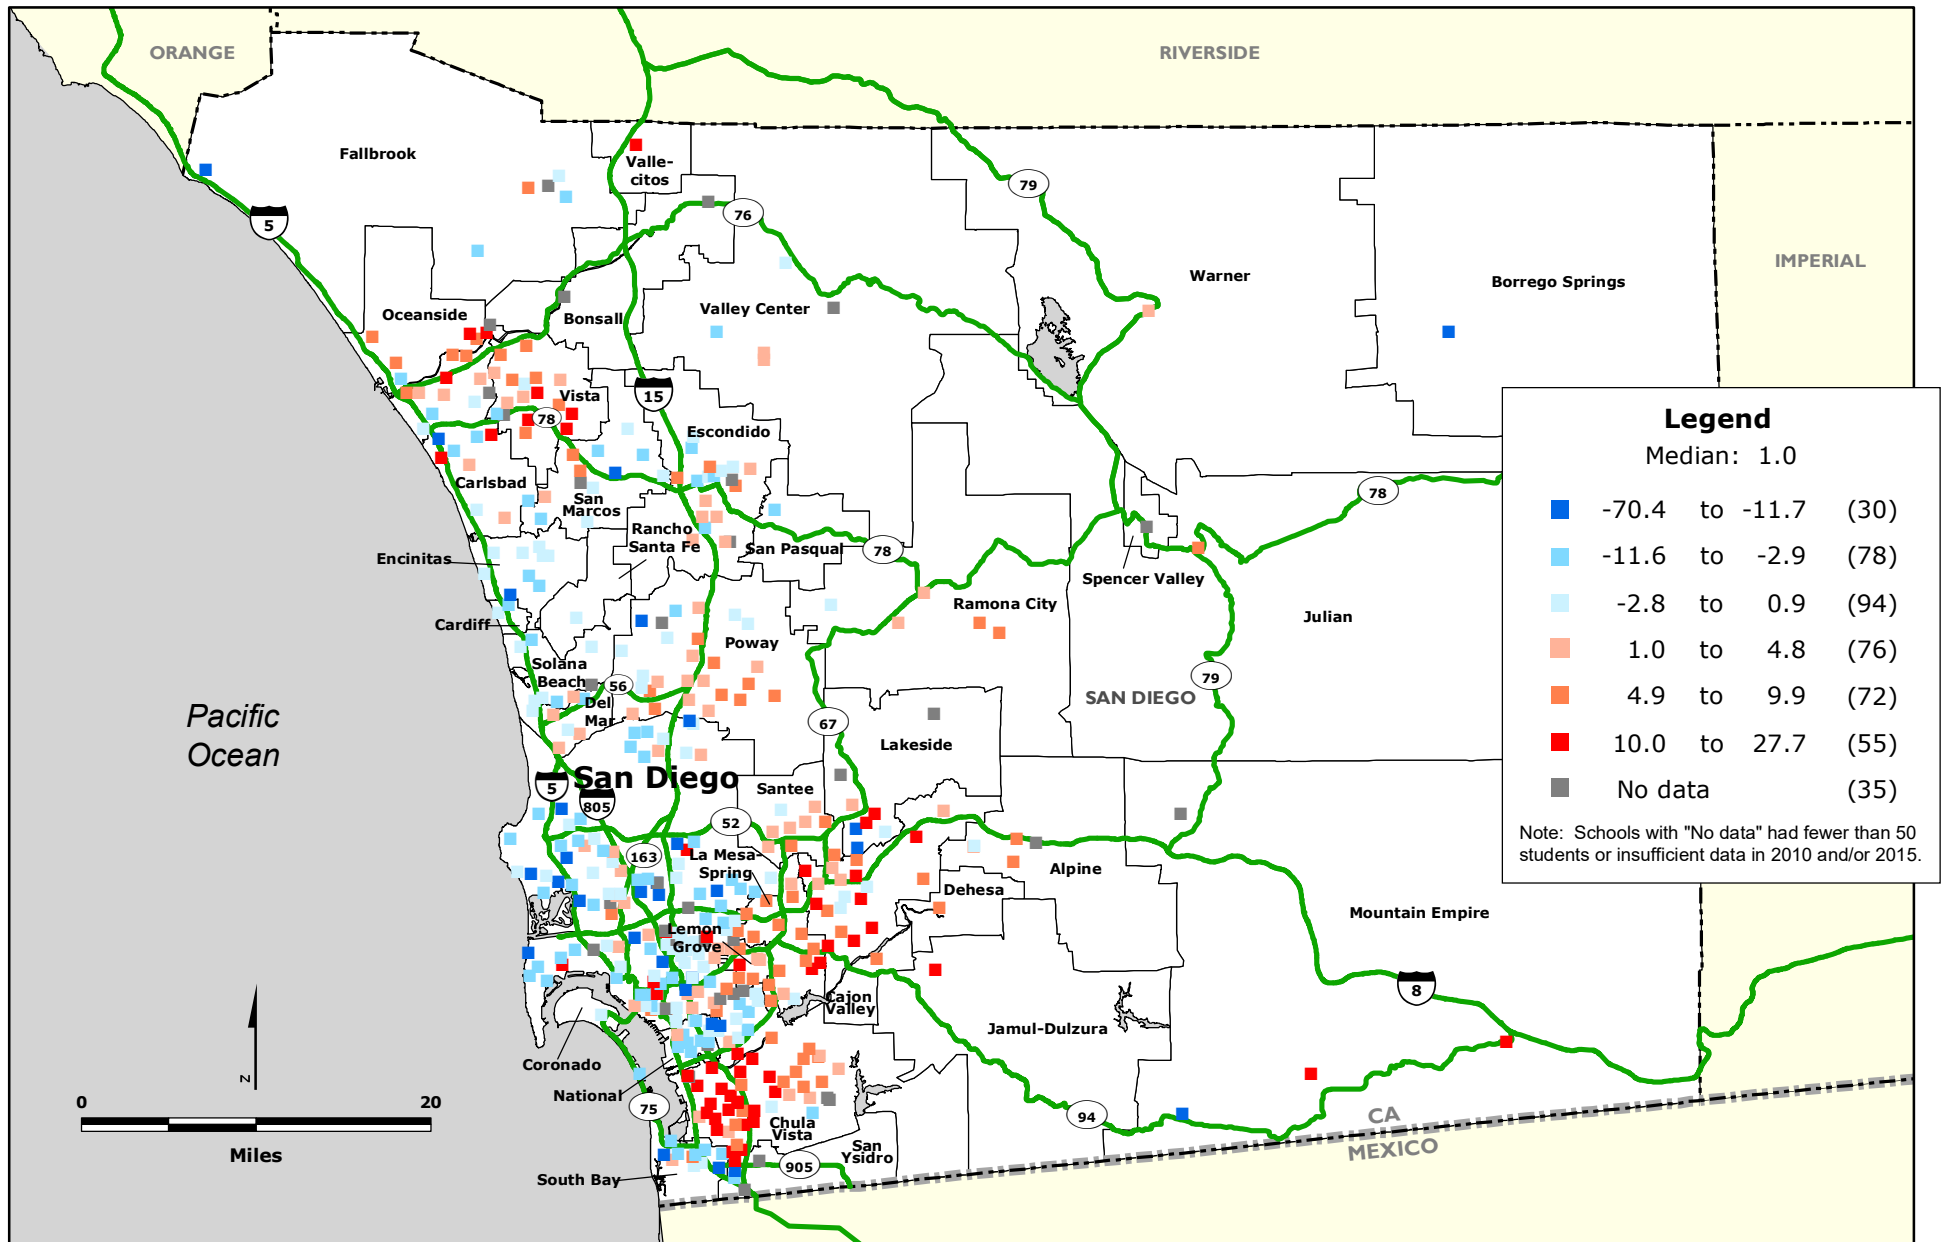 ORANGE
RIVERSIDE
Fallbrook
Valle-
citos
79
76
5
Warner
IMPERIAL
Borrego Springs
Oceanside
Bonsall
Valley Center
Vista
15
78
Escondido
Carlsbad
San
Marcos
Rancho
Santa Fe
San Pasqual
78
78
Encinitas
Spencer Valley
Ramona City
Julian
Cardiff
Poway
Solana
Beach
56
Del
Mar
79
SAN DIEGO
67
Lakeside
Pacific
Ocean
San Diego
5
805
Santee
52
163
La Mesa-
Spring
Alpine
Dehesa
Mountain Empire
Lemon
Grove
8
Cajon
Valley
Jamul-Dulzura
Coronado
National
75
94
Chula
Vista
San
Ysidro
905
South Bay
CA
MEXICO
z
0 20
Miles
Legend
Median: 1.0
-70.4 to -11.7 (30)
-11.6 to -2.9 (78)
-2.8 to 0.9 (94)
1.0 to 4.8 (76)
4.9 to 9.9 (72)
10.0 to 27.7 (55)
No data (35)
Note: Schools with "No data" had fewer than 50
students or insufficient data in 2010 and/or 2015.